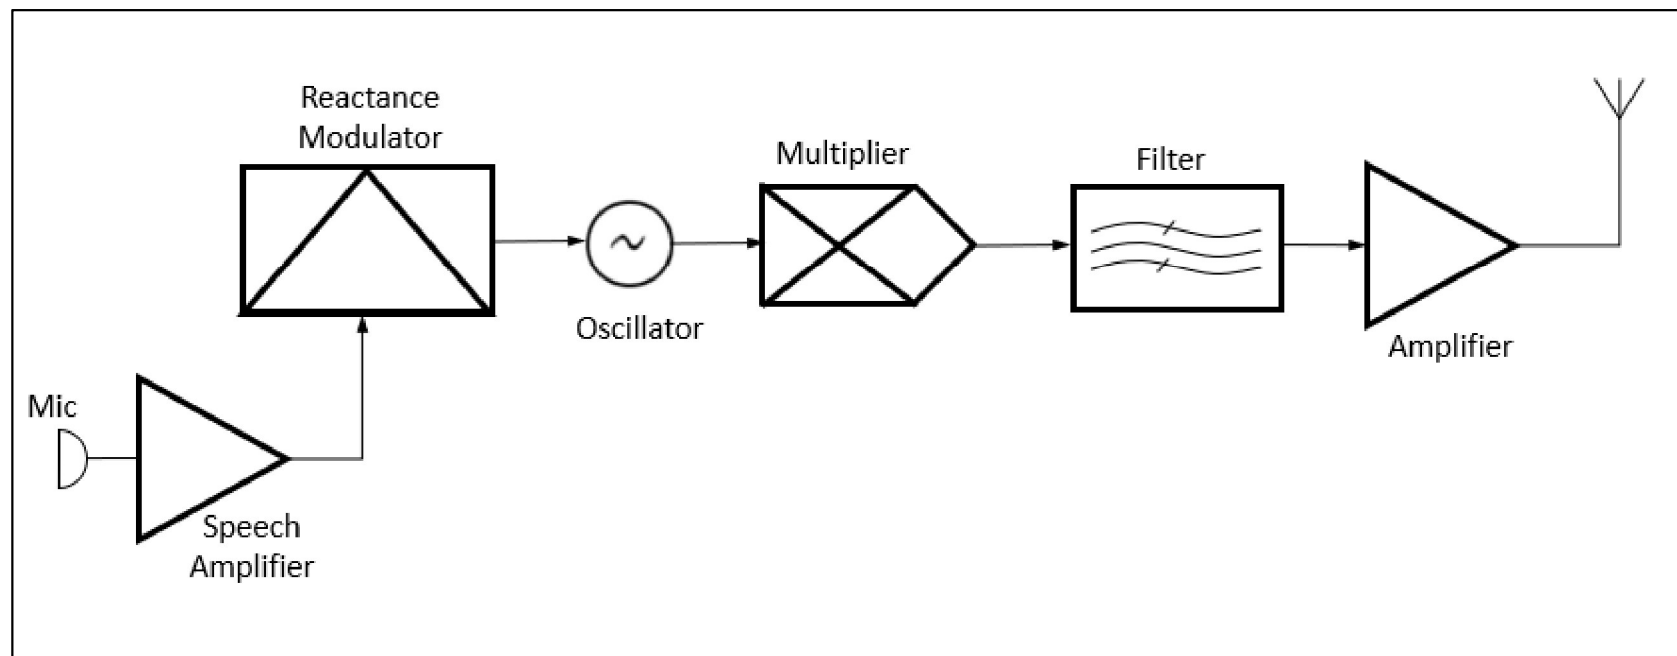 Reactance
Modulator
Multiplier
Filter
Oscillator
Amplifier
Mic
Speech
Amplifier